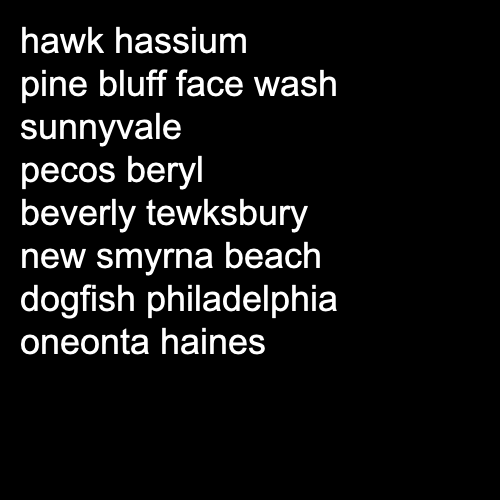 hawk hassium
pine bluff face wash
sunnyvale
pecos beryl
beverly tewksbury
new smyrna beach
dogfish philadelphia
oneonta haines